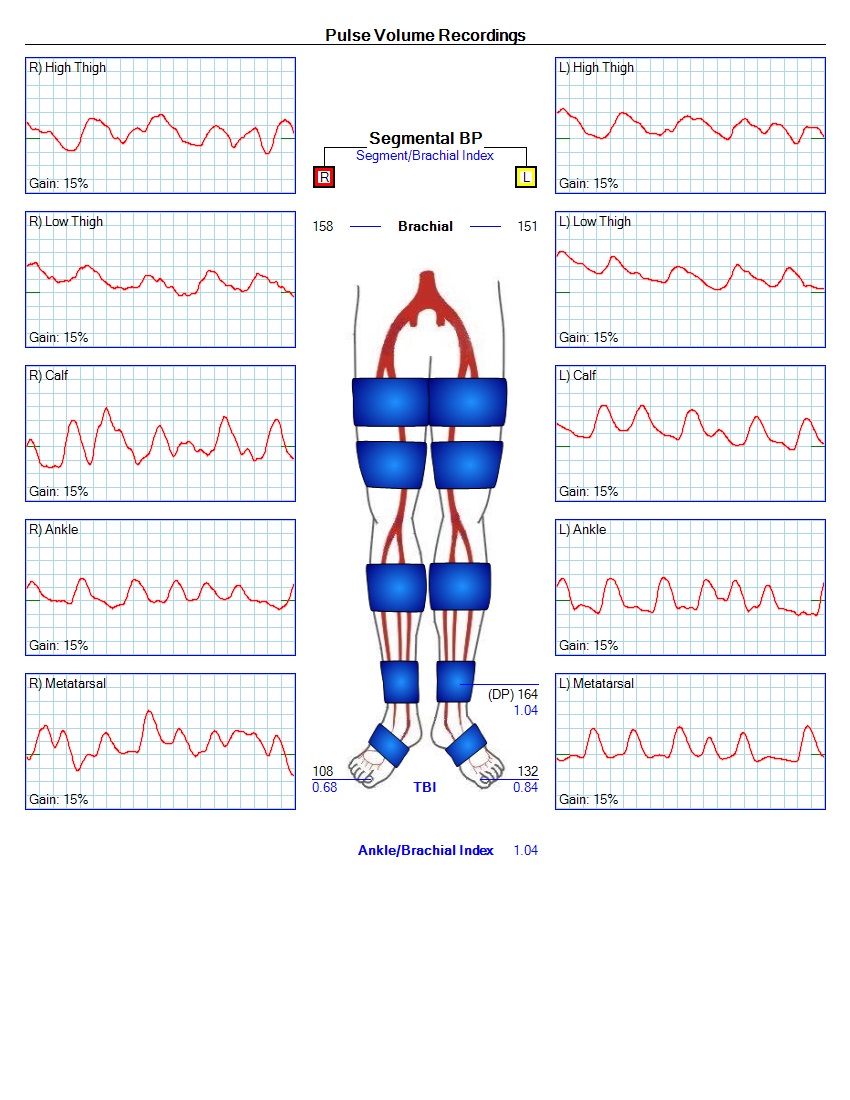 Pulse Volume Recordings
R) High Thigh
Gain: 15%
L) High Thigh
Gain: 15%
Segmental BP
Segment/Brachial Index
R
L
R) Low Thigh
Gain: 15%
158 Brachial 151
L) Low Thigh
Gain: 15%
R) Calf
Gain: 15%
L) Calf
Gain: 15%
R) Ankle
Gain: 15%
L) Ankle
Gain: 15%
R) Metatarsal
Gain: 15%
(DP) 164
1.04
L) Metatarsal
Gain: 15%
108 132
0.68 TBI 0.84
Ankle/Brachial Index 1.04